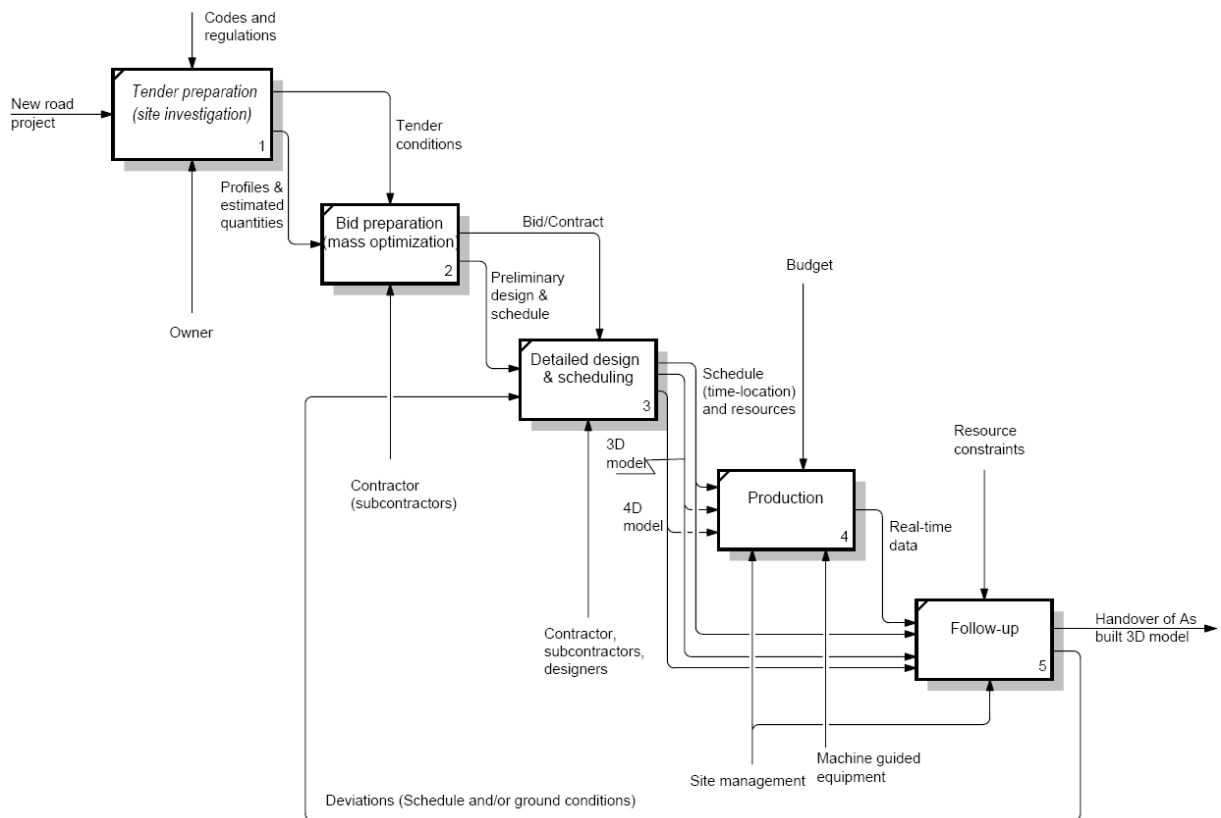 Codes and
regulations
New road
project
Tender preparation
(site investigation)
1
Tender
conditions
Profiles &
estimated
quantities
Owner
Bid preparation
(mass optimization)
2
Bid/Contract
Preliminary
design &
schedule
Contractor
(subcontractors)
Budget
Detailed design
& scheduling
3
Schedule
(time-location)
and resources
3D
model
4D
model
Contractor,
subcontractors,
designers
Production
4
Resource
constraints
Real-time
data
Follow-up
5
Handover of As
built 3D model
Site management
Machine guided
equipment
Deviations (Schedule and/or ground conditions)